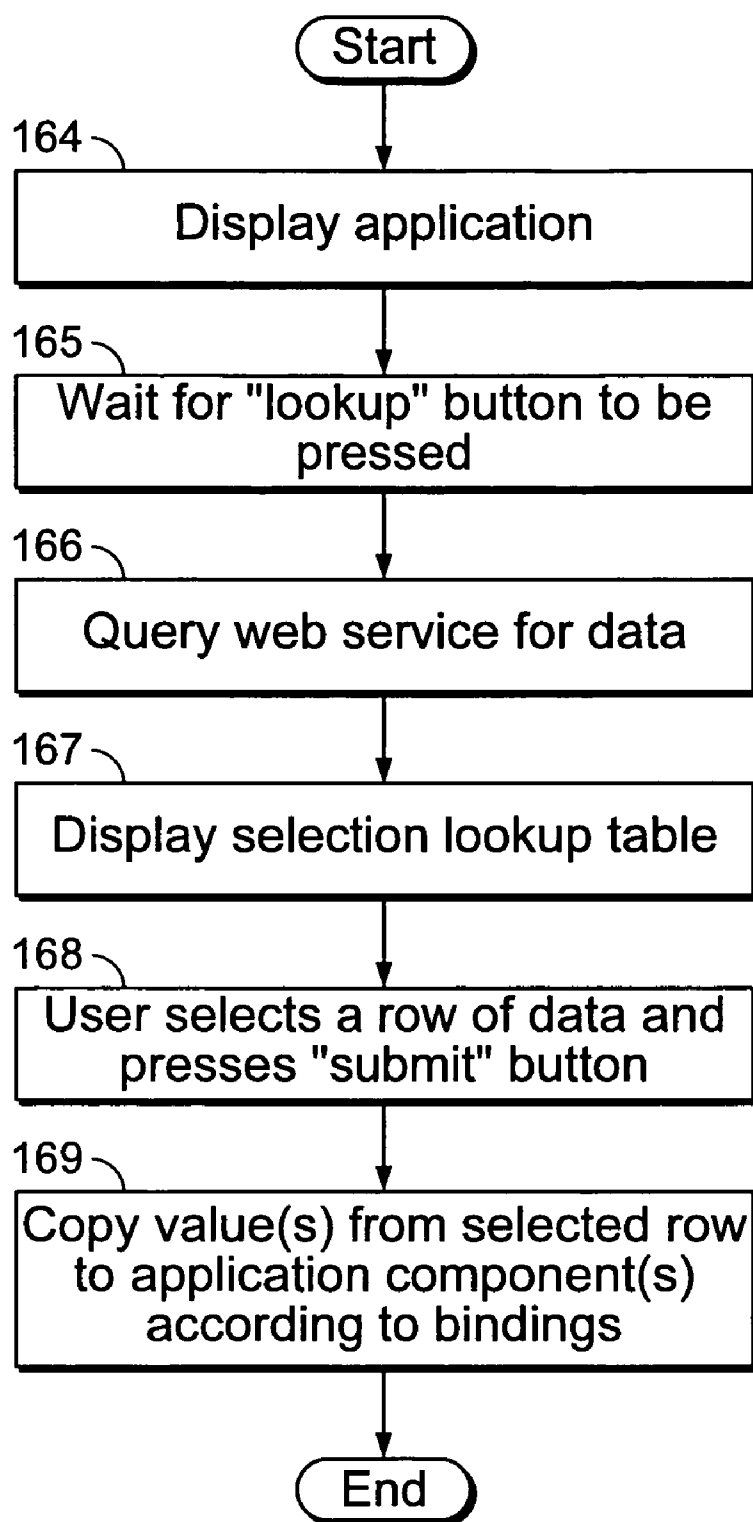 Start
164
Display application
165
Wait for "lookup" button to be
pressed
166
Query web service for data
167
Display selection lookup table
168
User selects a row of data and
presses "submit" button
169
Copy value(s) from selected row
to application component(s)
according to bindings
End